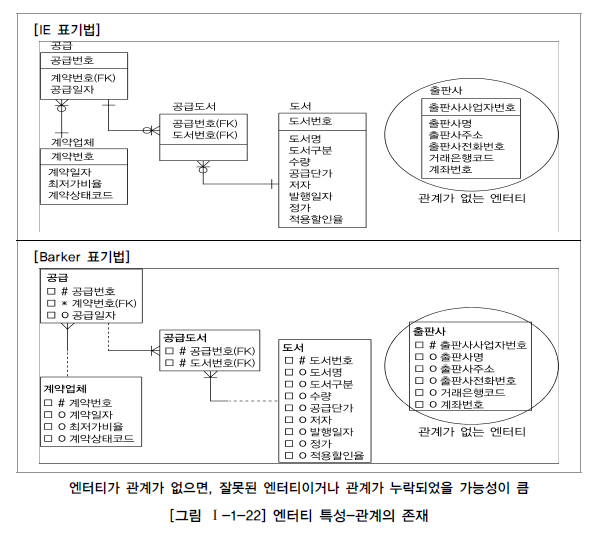 [IE 표기법]
공급
공급번호
계약번호(FK)
공급일자
계약업체
계약번호
계약일자
최저가비율
계약상태코드
공급도서
공급번호(FK)
도서번호(FK)
도서
도서번호
도서명
도서구분
수량
공급단가
저자
발행일자
정가
적용할인율
출판사
출판사사업자번호
출판사명
출판사주소
출판사전화번호
거래은행코드
계좌번호
관계가 없는 엔터티
[Barker 표기법]
공급
□ # 공급번호
□ * 계약번호(FK)
□ O 공급일자
계약업체
□ # 계약번호
□ O 계약일자
□ O 최저가비율
□ O 계약상태코드
공급도서
□ # 공급번호(FK)
□ # 도서번호(FK)
도서
□ # 도서번호
□ O 도서명
□ O 도서구분
□ O 수량
□ O 공급단가
□ O 저자
□ O 발행일자
□ O 정가
□ O 적용할인율
출판사
□ # 출판사사업자번호
□ O 출판사명
□ O 출판사주소
□ O 출판사전화번호
□ O 거래은행코드
□ O 계좌번호
관계가 없는 엔터티
엔터티가 관계가 없으면, 잘못된 엔터티이거나 관계가 누락되었을 가능성이 큼
[그림 Ⅰ-1-22] 엔터티 특성-관계의 존재